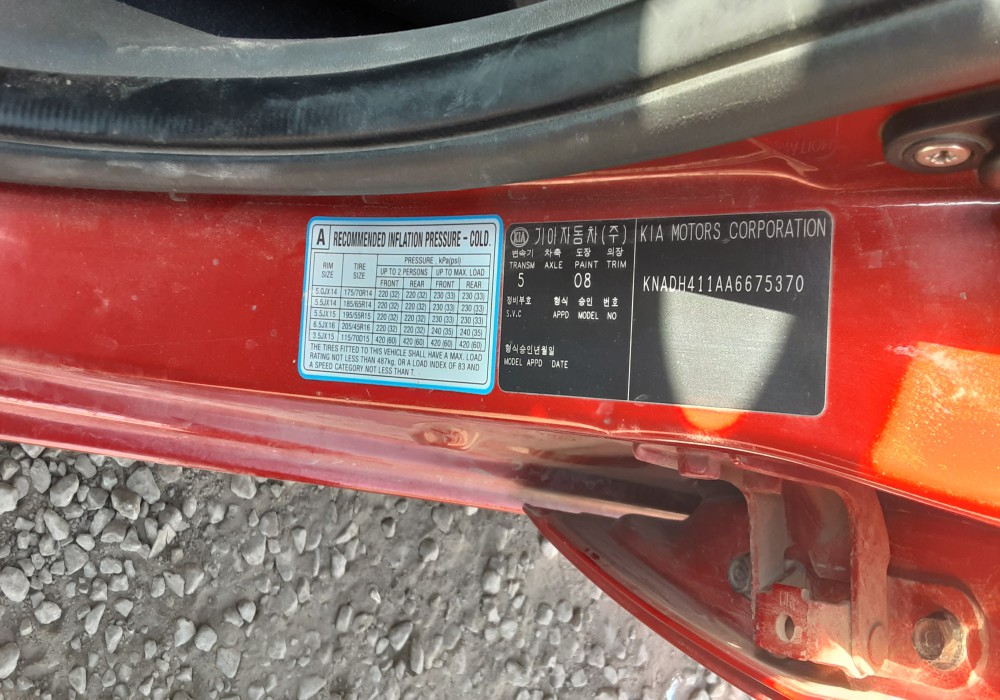 A RECOMMENDED INFLATION PRESSURE - COLD.
RIM SIZE TIRE SIZE PRESSURE : kPa(psi)
UP TO 2 PERSONS UP TO MAX. LOAD
FRONT REAR FRONT REAR
5.0JX14 175/70R14 220 (32) 220 (32) 230 (33) 230 (33)
5.5JX14 185/65R14 220 (32) 220 (32) 230 (33) 230 (33)
5.5JX15 195/55R15 220 (32) 220 (32) 230 (33) 230 (33)
6.5JX16 205/45R16 220 (32) 220 (32) 240 (35) 240 (35)
3.5JX15 115/70D15 420 (60) 420 (60) 420 (60) 420 (60)
THE TIRES FITTED TO THIS VEHICLE SHALL HAVE A MAX. LOAD
RATING NOT LESS THAN 487kg, OR A LOAD INDEX OF 83 AND
A SPEED CATEGORY NOT LESS THAN T.
KIA 기아자동차(주)
변속기 차축 도장 외장
TRANSM AXLE PAINT TRIM
5 08
정비부호 형식 승인 번호
S.V.C APPD MODEL NO
형식승인년월일
MODEL APPD DATE
KIA MOTORS CORPORATION
KNADH411AA6675370